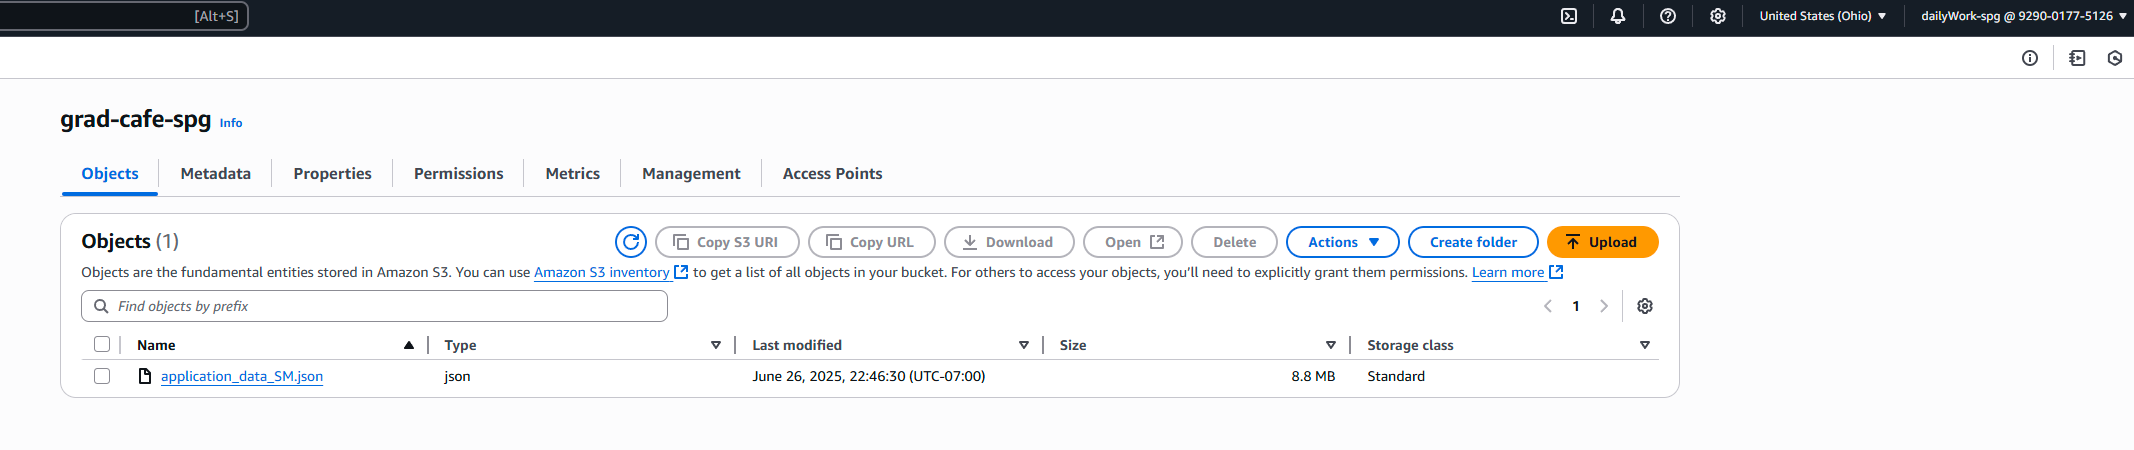 [Alt+S]
United States (Ohio)
dailyWork-spg @ 9290-0177-5126
grad-cafe-spg Info
Objects Metadata Properties Permissions Metrics Management Access Points
Objects (1)
Copy S3 URI Copy URL Download Open Delete Actions Create folder Upload
Objects are the fundamental entities stored in Amazon S3. You can use Amazon S3 inventory to get a list of all objects in your bucket. For others to access your objects, you'll need to explicitly grant them permissions. Learn more
Find objects by prefix
1
Name Type Last modified Size Storage class
application_data_SM.json json June 26, 2025, 22:46:30 (UTC-07:00) 8.8 MB Standard